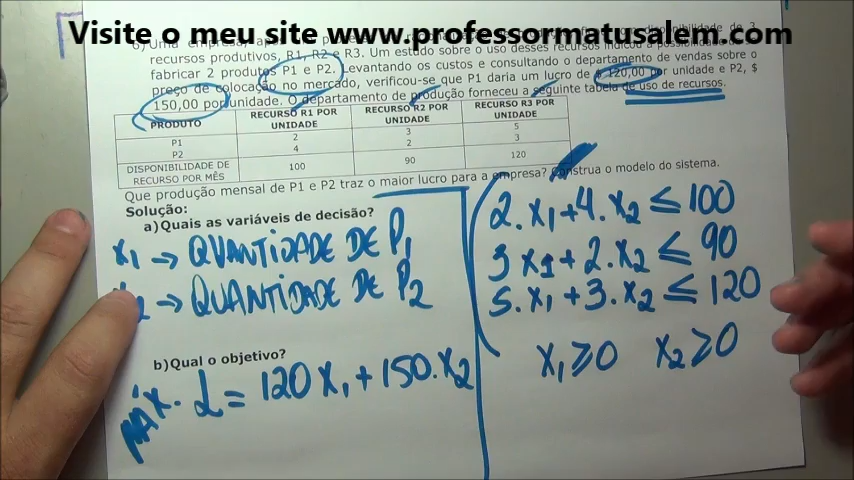 Visite o meu site www.professormatusalem.com
recursos produtivos, R1, R2 e R3. Um estudo sobre o uso desses recursos indicou a possibilidade de
fabricar 2 produtos P1 e P2. Levantando os custos e consultando o departamento de vendas sobre o
preço de colocação no mercado, verificou-se que P1 daria um lucro de $ 120,00 por unidade e P2, $
150,00 por unidade. O departamento de produção forneceu a seguinte tabela de uso de recursos.
PRODUTO RECURSO R1 POR UNIDADE RECURSO R2 POR UNIDADE RECURSO R3 POR UNIDADE
P1 2 3 5
P2 4 2 3
DISPONIBILIDADE DE RECURSO POR MÊS 100 90 120
Que produção mensal de P1 e P2 traz o maior lucro para a empresa? Construa o modelo do sistema.
Solução:
a)Quais as variáveis de decisão?
x1 → QUANTIDADE DE P1
x2 → QUANTIDADE DE P2
b)Qual o objetivo?
MÁX. L = 120 x1 + 150.x2
2.x1+4.x2 ≤ 100
3 x1+2.x2 ≤ 90
5.x1+3.x2 ≤ 120
x1 ≥ 0 x2 ≥ 0